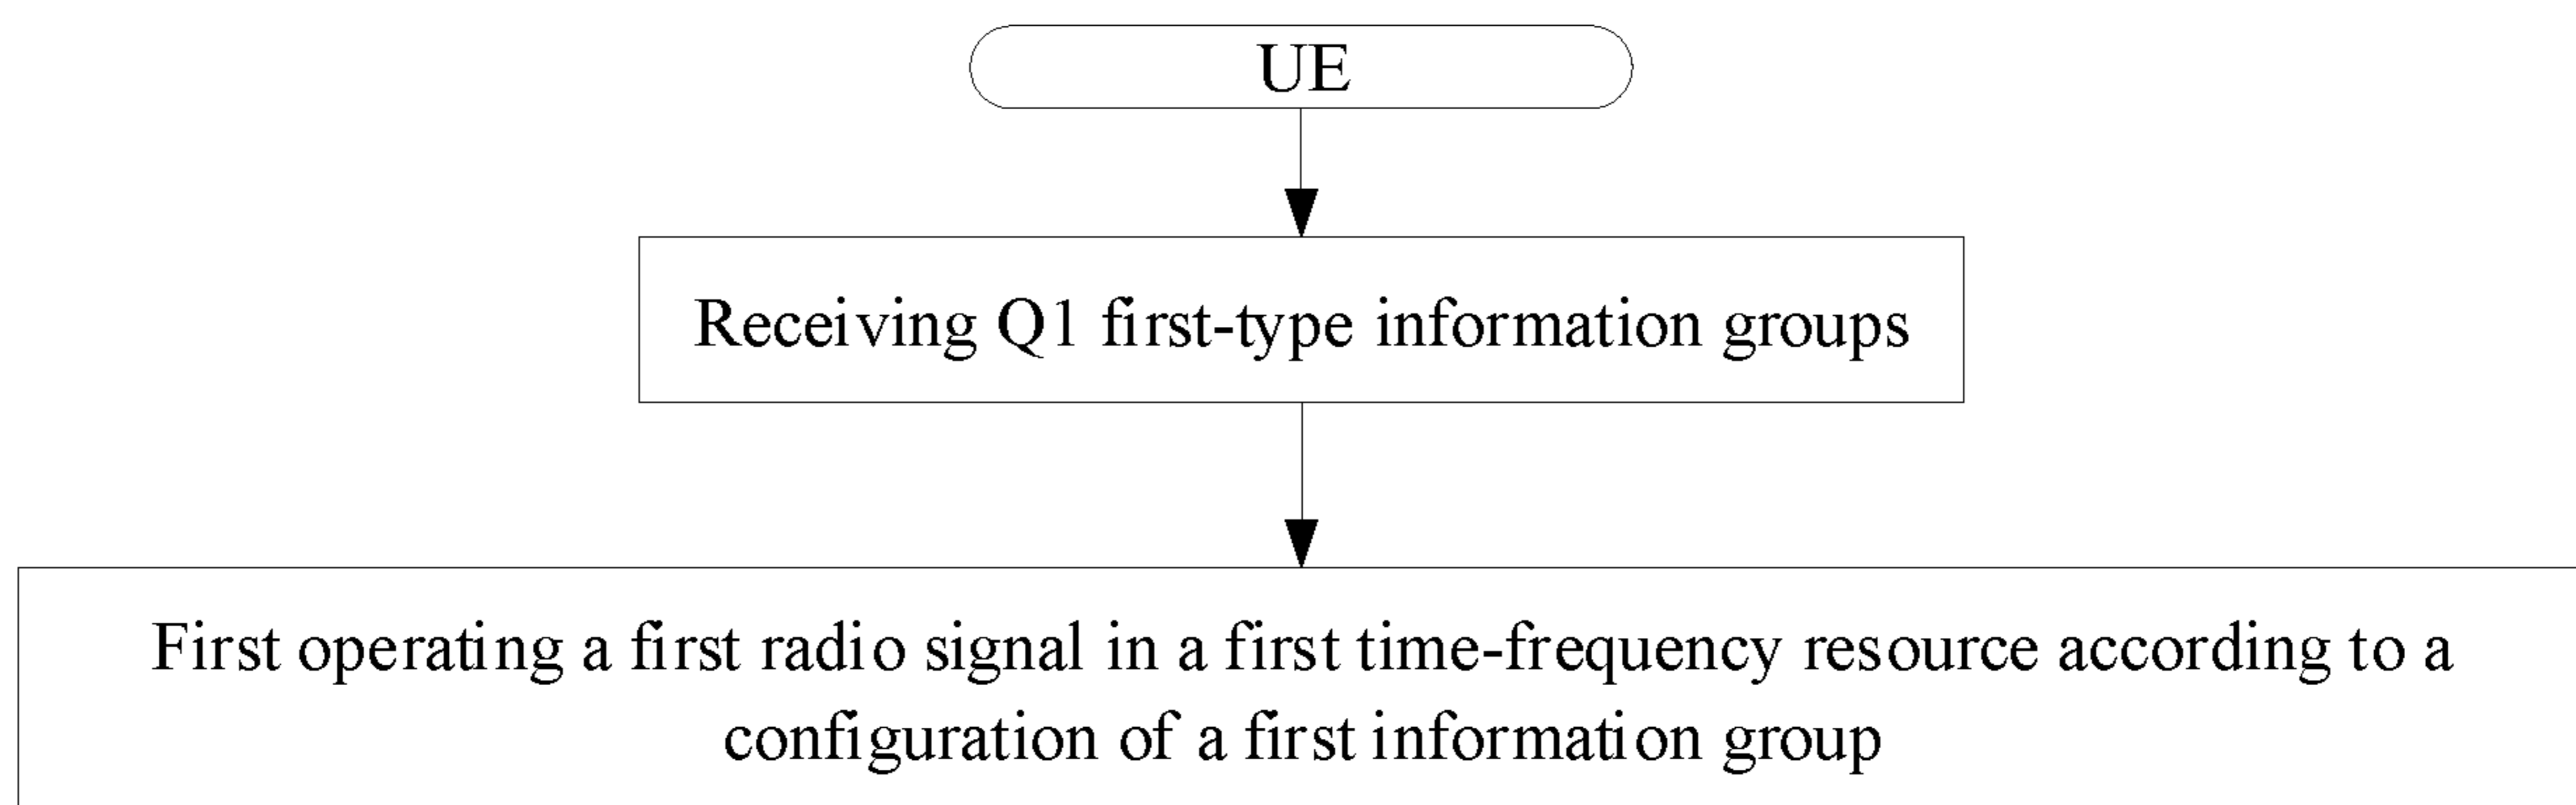 UE
Receiving Q1 first-type information groups
First operating a first radio signal in a first time-frequency resource according to a
configuration of a first information group